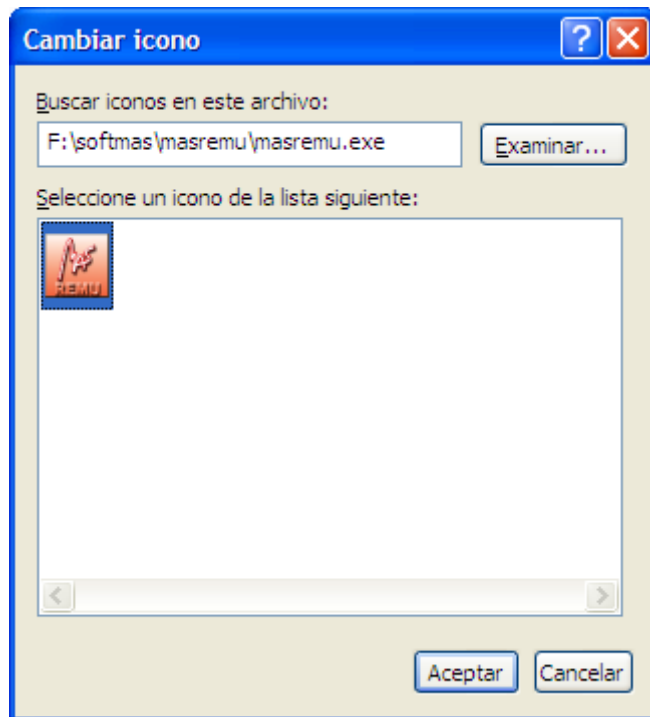 Cambiar icono
Buscar iconos en este archivo:
F:\softmas\masremu\masremu.exe
Examinar...
Seleccione un icono de la lista siguiente:
REMU
Aceptar
Cancelar